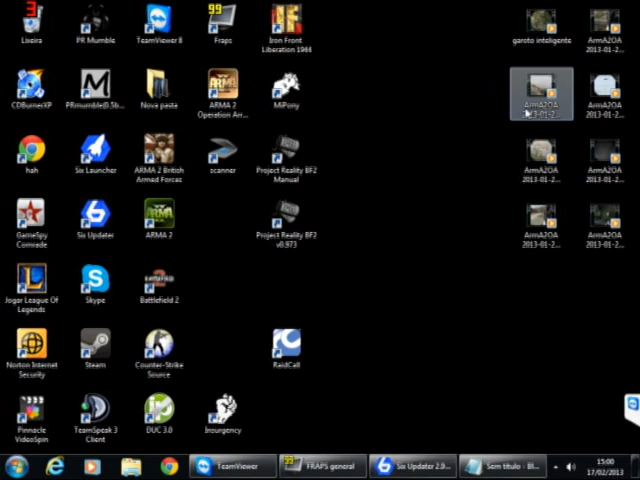 3
Lixeira
PR Mumble
TeamViewer 8
99
Fraps
Iron Front
Liberation 1944
garoto inteligente
ArmA2OA
2013-01-2...
CDBurnerXP
PRmumble(0.5b...
Nova pasta
ARMA 2
Operation Arr...
MiPony
ArmA2OA
2013-01-2...
ArmA2OA
2013-01-2...
hah
Six Launcher
ARMA 2 British
Armed Forces
scanner
Project Reality BF2
Manual
ArmA2OA
2013-01-2...
ArmA2OA
2013-01-2...
GameSpy
Comrade
Six Updater
ARMA 2
Project Reality BF2
v0.973
ArmA2OA
2013-01-2...
ArmA2OA
2013-01-2...
Jogar League Of
Legends
Skype
Battlefield 2
Norton Internet
Security
Steam
Counter-Strike
Source
RaidCall
Pinnacle
VideoSpin
TeamSpeak 3
Client
DUC 3.0
Insurgency
TeamViewer
99
FRAPS general
Six Updater 2.9...
Sem título - Bl...
15:00
17/02/2013